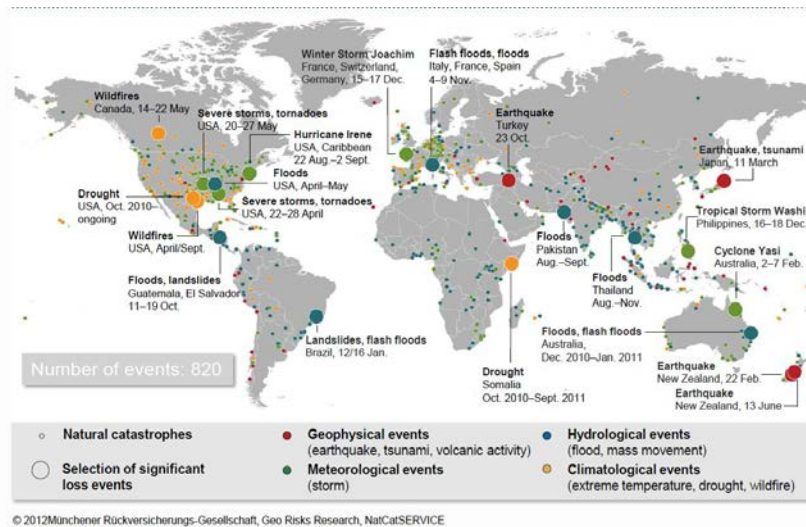 Winter Storm Joachim
France, Switzerland,
Germany, 15–17 Dec.
Flash floods, floods
Italy, France, Spain
4–9 Nov.
Wildfires
Canada, 14–22 May
Severe storms, tornadoes
USA, 20–27 May
Hurricane Irene
USA, Caribbean
22 Aug.–2 Sept.
Earthquake
Turkey
23 Oct.
Earthquake, tsunami
Japan, 11 March
Floods
USA, April–May
Drought
USA, Oct. 2010–
ongoing
Severe storms, tornadoes
USA, 22–28 April
Tropical Storm Washi
Philippines, 16–18 Dec.
Wildfires
USA, April/Sept.
Floods
Pakistan
Aug.–Sept.
Cyclone Yasi
Australia, 2–7 Feb.
Floods, landslides
Guatemala, El Salvador
11–19 Oct.
Floods
Thailand
Aug.–Nov.
Landslides, flash floods
Brazil, 12/16 Jan.
Floods, flash floods
Australia,
Dec. 2010–Jan. 2011
Number of events: 820
Drought
Somalia
Oct. 2010–Sept. 2011
Earthquake
New Zealand, 22 Feb.
Earthquake
New Zealand, 13 June
Natural catastrophes
Selection of significant
loss events
Geophysical events
(earthquake, tsunami, volcanic activity)
Meteorological events
(storm)
Hydrological events
(flood, mass movement)
Climatological events
(extreme temperature, drought, wildfire)
© 2012Münchener Rückversicherungs-Gesellschaft, Geo Risks Research, NatCatSERVICE